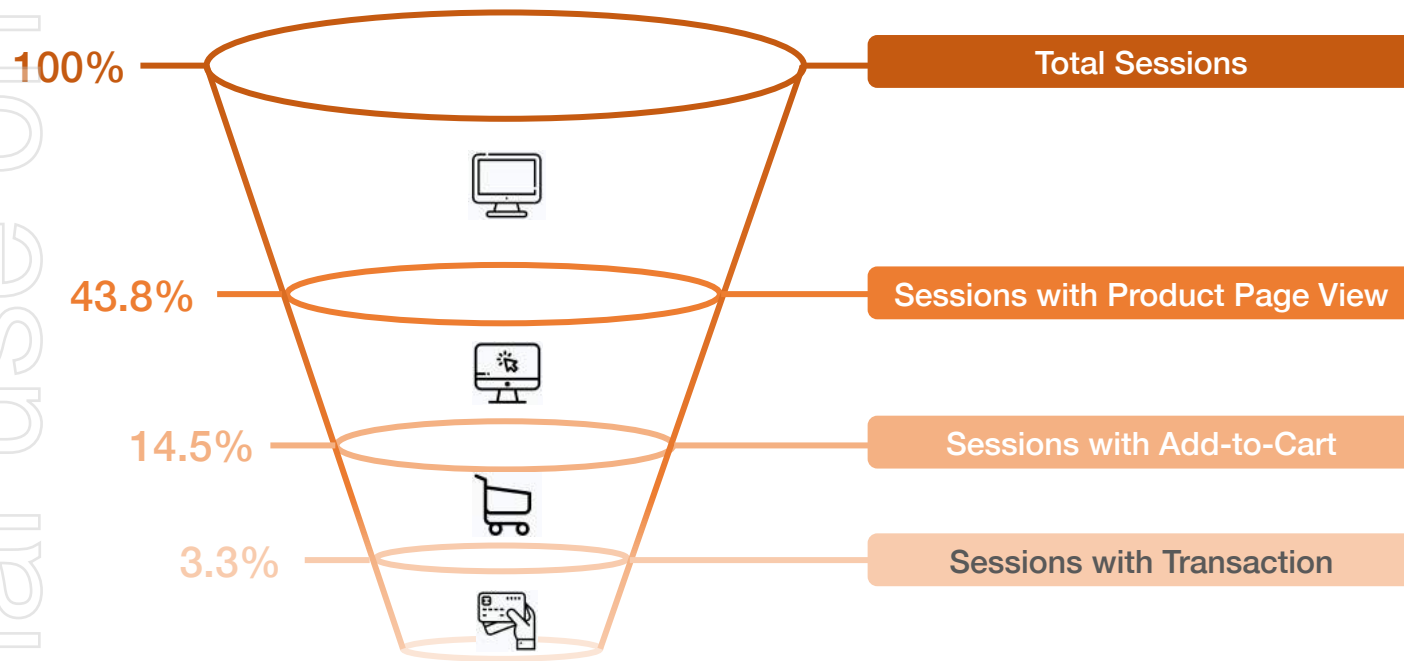 100%
Total Sessions
43.8%
Sessions with Product Page View
14.5%
Sessions with Add-to-Cart
3.3%
Sessions with Transaction
use